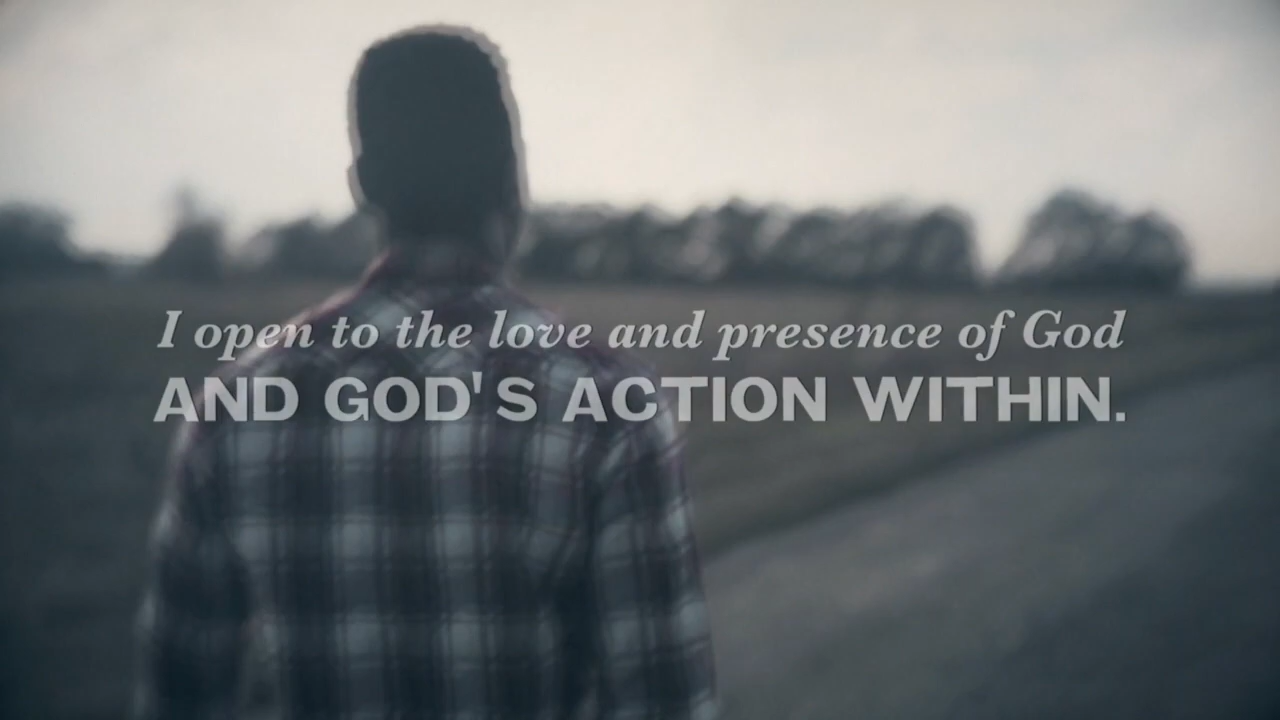 I open to the love and presence of God
AND GOD'S ACTION WITHIN.